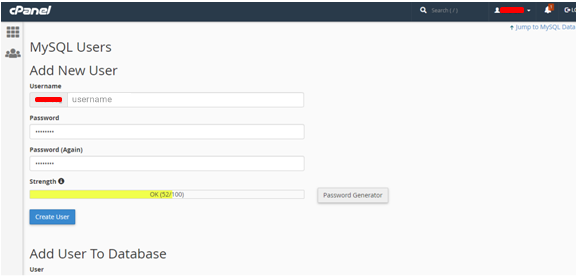 cPanel
Search ( / )
1
LO
Jump to MySQL Data
MySQL Users
Add New User
Username
username
Password
••••••••
Password (Again)
••••••••
Strength
OK (52/100)
Password Generator
Create User
Add User To Database
User